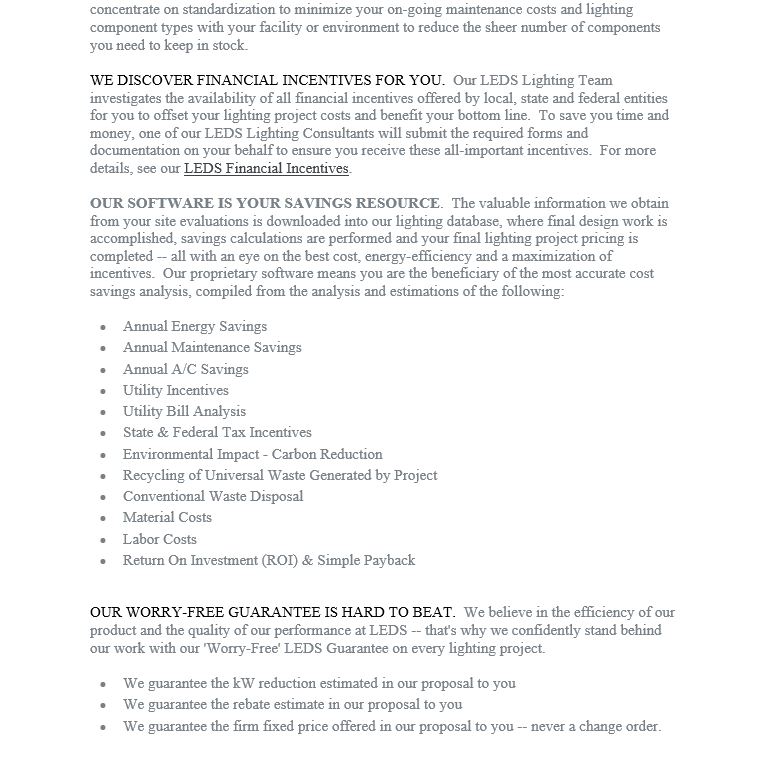 concentrate on standardization to minimize your on-going maintenance costs and lighting
component types with your facility or environment to reduce the sheer number of components
you need to keep in stock.
WE DISCOVER FINANCIAL INCENTIVES FOR YOU.  Our LEDS Lighting Team
investigates the availability of all financial incentives offered by local, state and federal entities
for you to offset your lighting project costs and benefit your bottom line.  To save you time and
money, one of our LEDS Lighting Consultants will submit the required forms and
documentation on your behalf to ensure you receive these all-important incentives.  For more
details, see our LEDS Financial Incentives.
OUR SOFTWARE IS YOUR SAVINGS RESOURCE.  The valuable information we obtain
from your site evaluations is downloaded into our lighting database, where final design work is
accomplished, savings calculations are performed and your final lighting project pricing is
completed -- all with an eye on the best cost, energy-efficiency and a maximization of
incentives.  Our proprietary software means you are the beneficiary of the most accurate cost
savings analysis, compiled from the analysis and estimations of the following:
• Annual Energy Savings
• Annual Maintenance Savings
• Annual A/C Savings
• Utility Incentives
• Utility Bill Analysis
• State & Federal Tax Incentives
• Environmental Impact - Carbon Reduction
• Recycling of Universal Waste Generated by Project
• Conventional Waste Disposal
• Material Costs
• Labor Costs
• Return On Investment (ROI) & Simple Payback
OUR WORRY-FREE GUARANTEE IS HARD TO BEAT.  We believe in the efficiency of our
product and the quality of our performance at LEDS -- that's why we confidently stand behind
our work with our 'Worry-Free' LEDS Guarantee on every lighting project.
• We guarantee the kW reduction estimated in our proposal to you
• We guarantee the rebate estimate in our proposal to you
• We guarantee the firm fixed price offered in our proposal to you -- never a change order.